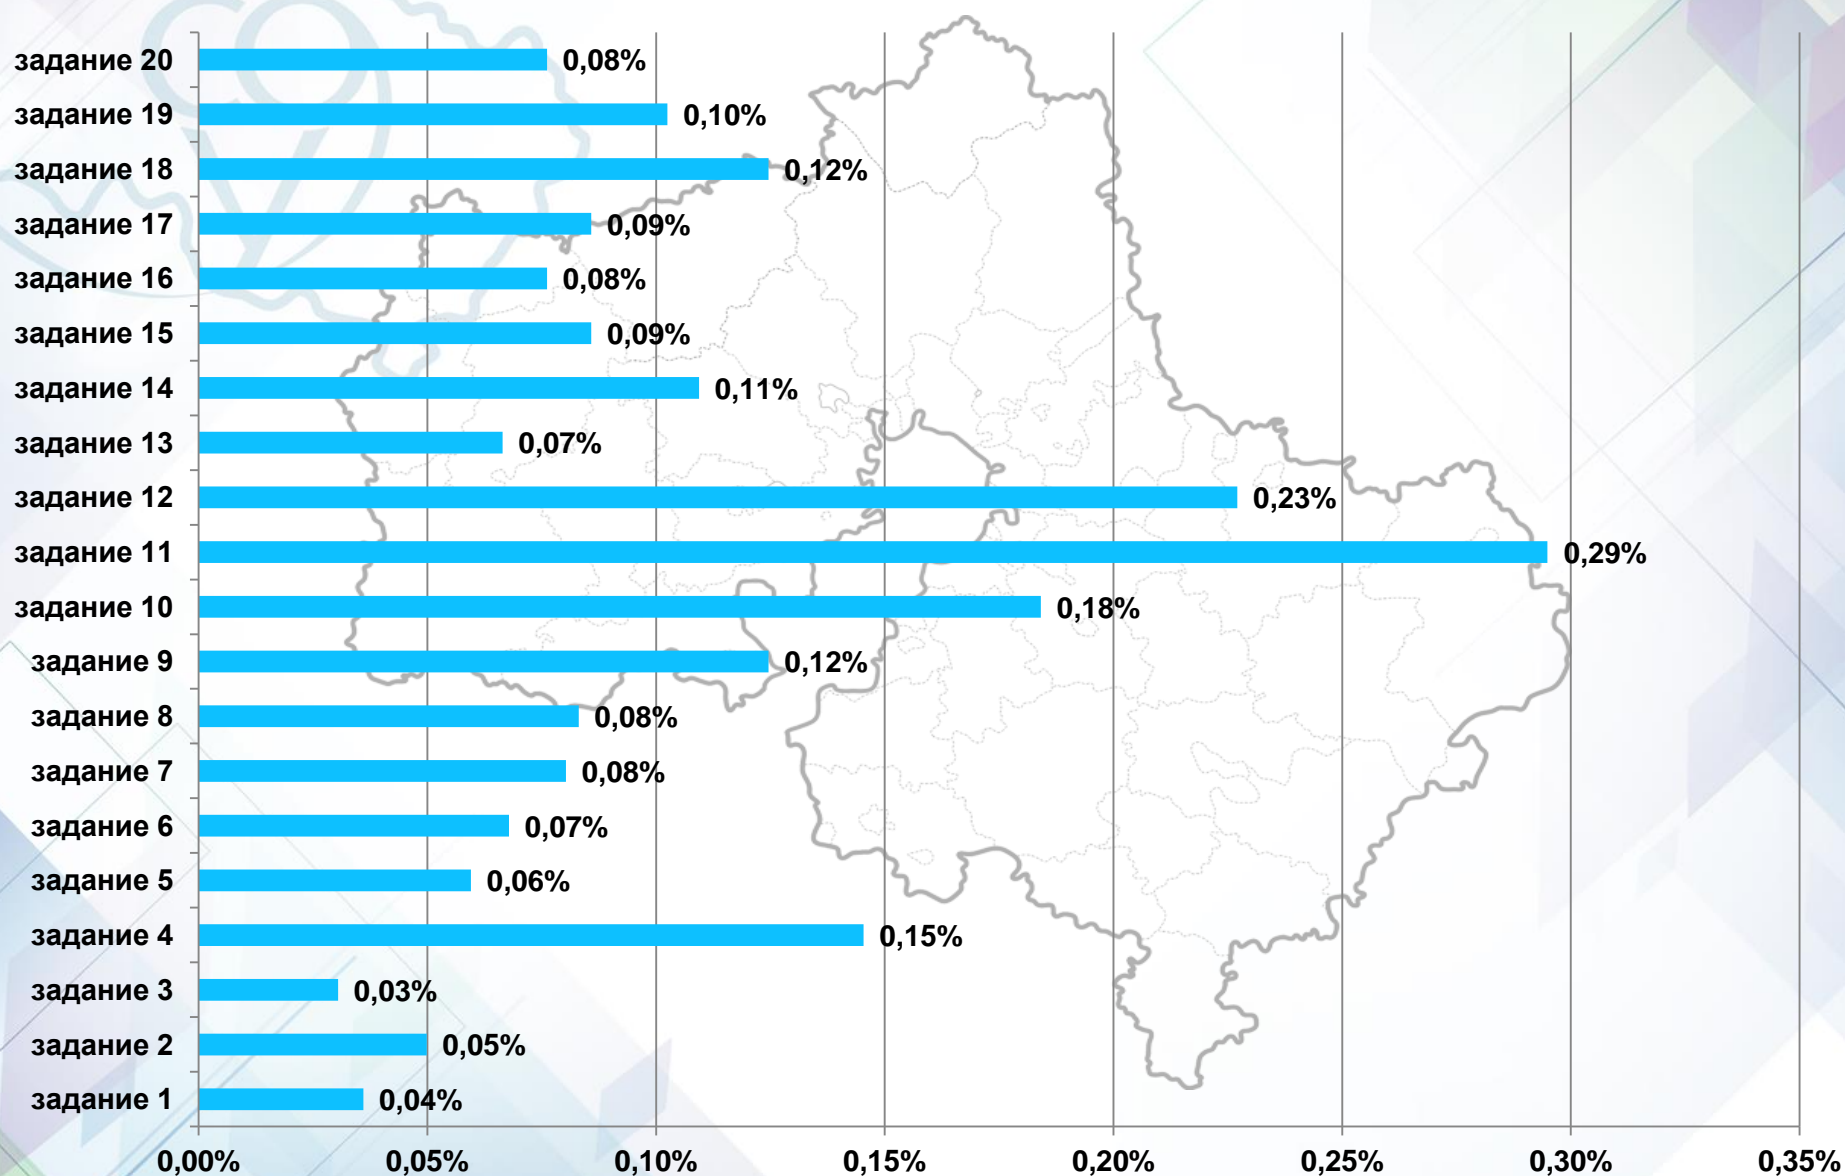 задание 20 0,08%
задание 19 0,10%
задание 18 0,12%
задание 17 0,09%
задание 16 0,08%
задание 15 0,09%
задание 14 0,11%
задание 13 0,07%
задание 12 0,23%
задание 11 0,29%
задание 10 0,18%
задание 9 0,12%
задание 8 0,08%
задание 7 0,08%
задание 6 0,07%
задание 5 0,06%
задание 4 0,15%
задание 3 0,03%
задание 2 0,05%
задание 1 0,04%
0,00% 0,05% 0,10% 0,15% 0,20% 0,25% 0,30% 0,35%